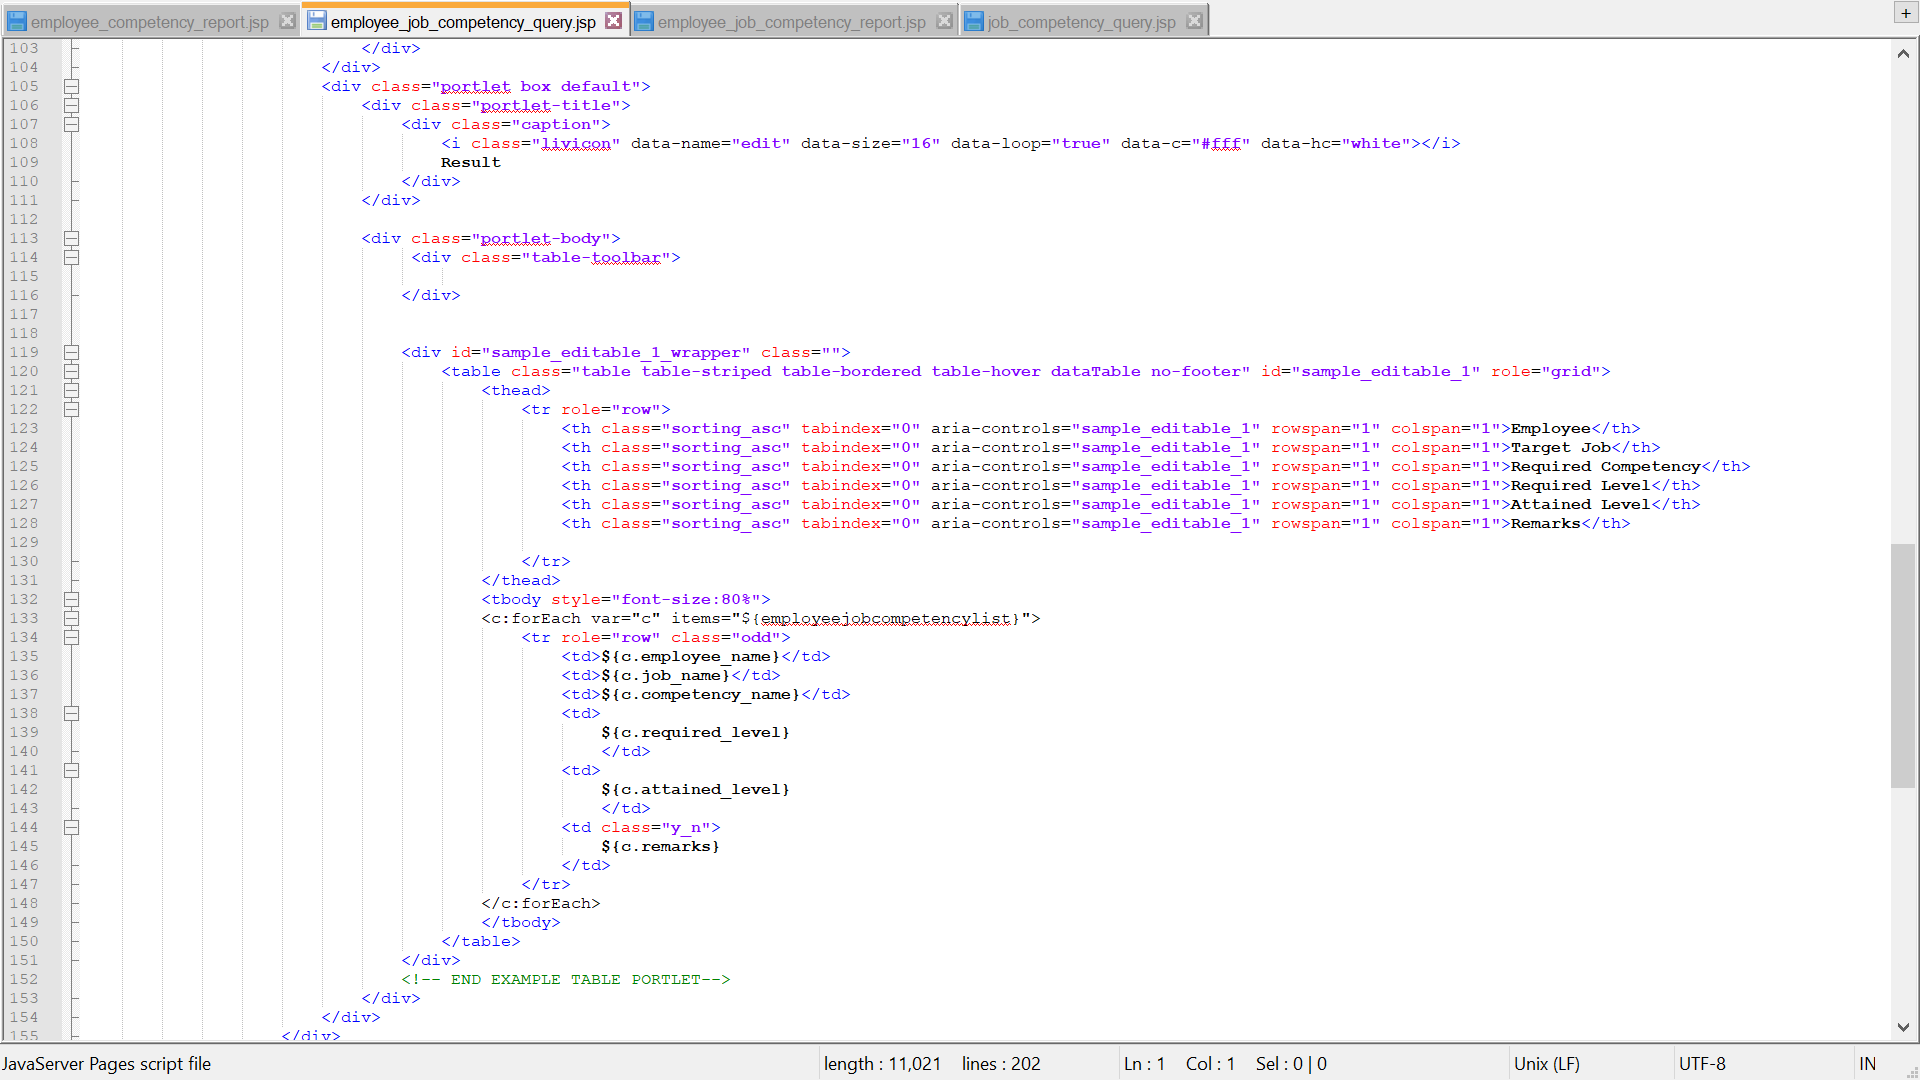 employee_competency_report.jsp employee_job_competency_query.jsp employee_job_competency_report.jsp job_competency_query.jsp +
103 </div>
104 </div>
105 <div class="portlet box default">
106 <div class="portlet-title">
107 <div class="caption">
108 <i class="livicon" data-name="edit" data-size="16" data-loop="true" data-c="#fff" data-hc="white"></i>
109 Result
110 </div>
111 </div>
112
113 <div class="portlet-body">
114 <div class="table-toolbar">
115
116 </div>
117
118
119 <div id="sample_editable_1_wrapper" class="">
120 <table class="table table-striped table-bordered table-hover dataTable no-footer" id="sample_editable_1" role="grid">
121 <thead>
122 <tr role="row">
123 <th class="sorting_asc" tabindex="0" aria-controls="sample_editable_1" rowspan="1" colspan="1">Employee</th>
124 <th class="sorting_asc" tabindex="0" aria-controls="sample_editable_1" rowspan="1" colspan="1">Target Job</th>
125 <th class="sorting_asc" tabindex="0" aria-controls="sample_editable_1" rowspan="1" colspan="1">Required Competency</th>
126 <th class="sorting_asc" tabindex="0" aria-controls="sample_editable_1" rowspan="1" colspan="1">Required Level</th>
127 <th class="sorting_asc" tabindex="0" aria-controls="sample_editable_1" rowspan="1" colspan="1">Attained Level</th>
128 <th class="sorting_asc" tabindex="0" aria-controls="sample_editable_1" rowspan="1" colspan="1">Remarks</th>
129
130 </tr>
131 </thead>
132 <tbody style="font-size:80%">
133 <c:forEach var="c" items="${employeejobcompetencylist}">
134 <tr role="row" class="odd">
135 <td>${c.employee_name}</td>
136 <td>${c.job_name}</td>
137 <td>${c.competency_name}</td>
138 <td>
139 ${c.required_level}
140 </td>
141 <td>
142 ${c.attained_level}
143 </td>
144 <td class="y_n">
145 ${c.remarks}
146 </td>
147 </tr>
148 </c:forEach>
149 </tbody>
150 </table>
151 </div>
152 <!-- END EXAMPLE TABLE PORTLET-->
153 </div>
154 </div>
155 </div>
JavaServer Pages script file length : 11,021 lines : 202 Ln : 1 Col : 1 Sel : 0 | 0 Unix (LF) UTF-8 IN